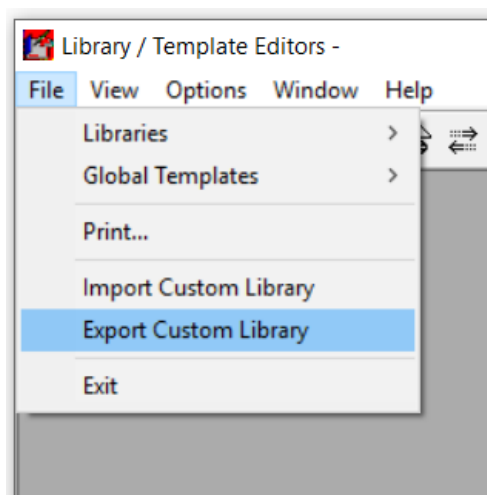 Library / Template Editors -
File View Options Window Help
Libraries
Global Templates
Print...
Import Custom Library
Export Custom Library
Exit